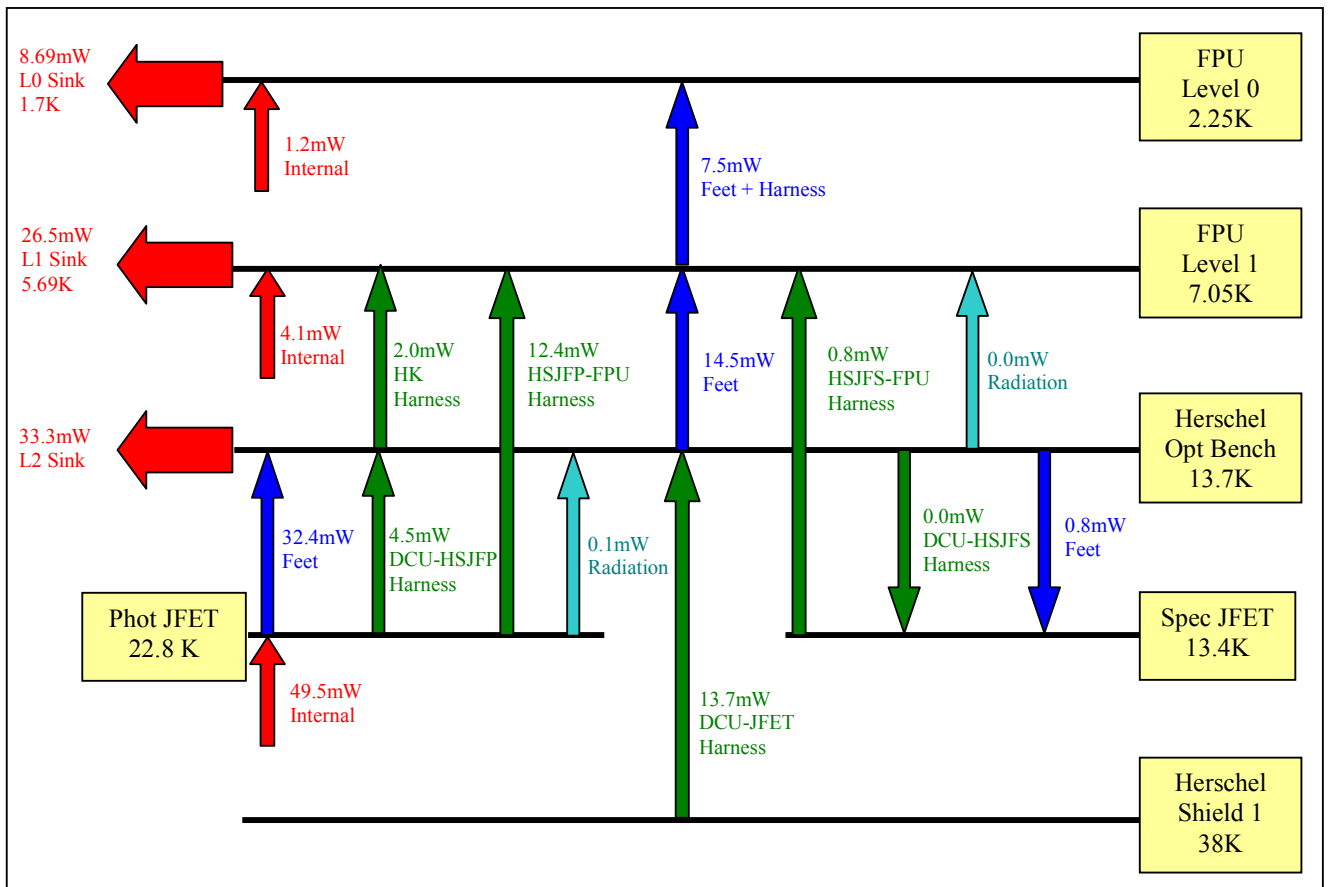 8.69mW
L0 Sink
1.7K
1.2mW
Internal
7.5mW
Feet + Harness
FPU
Level 0
2.25K
26.5mW
L1 Sink
5.69K
4.1mW
Internal
2.0mW
HK
Harness
12.4mW
HSJFP-FPU
Harness
14.5mW
Feet
0.8mW
HSJFS-FPU
Harness
0.0mW
Radiation
FPU
Level 1
7.05K
33.3mW
L2 Sink
32.4mW
Feet
4.5mW
DCU-HSJFP
Harness
0.1mW
Radiation
0.0mW
DCU-HSJFS
Harness
0.8mW
Feet
Herschel
Opt Bench
13.7K
Phot JFET
22.8 K
Spec JFET
13.4K
49.5mW
Internal
13.7mW
DCU-JFET
Harness
Herschel
Shield 1
38K